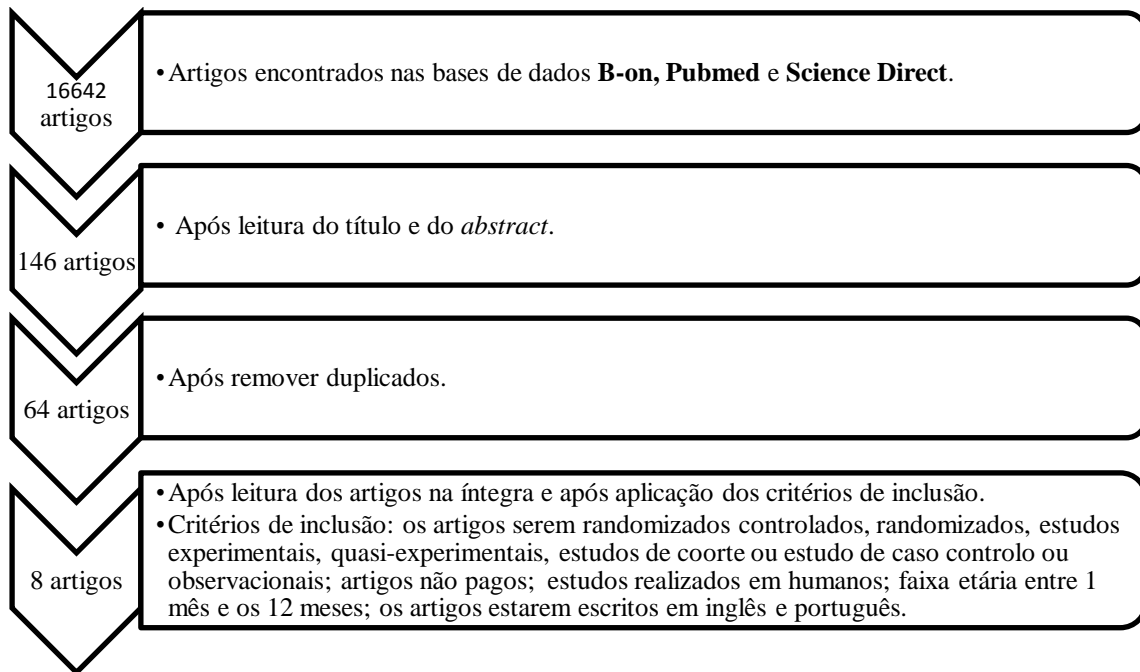 16642
artigos
•Artigos encontrados nas bases de dados B-on, Pubmed e Science Direct.
146 artigos
• Após leitura do título e do abstract.
64 artigos
•Após remover duplicados.
8 artigos
•Após leitura dos artigos na íntegra e após aplicação dos critérios de inclusão.
•Critérios de inclusão: os artigos serem randomizados controlados, randomizados, estudos
experimentais, quasi-experimentais, estudos de coorte ou estudo de caso controlo ou
observacionais; artigos não pagos; estudos realizados em humanos; faixa etária entre 1
mês e os 12 meses; os artigos estarem escritos em inglês e português.